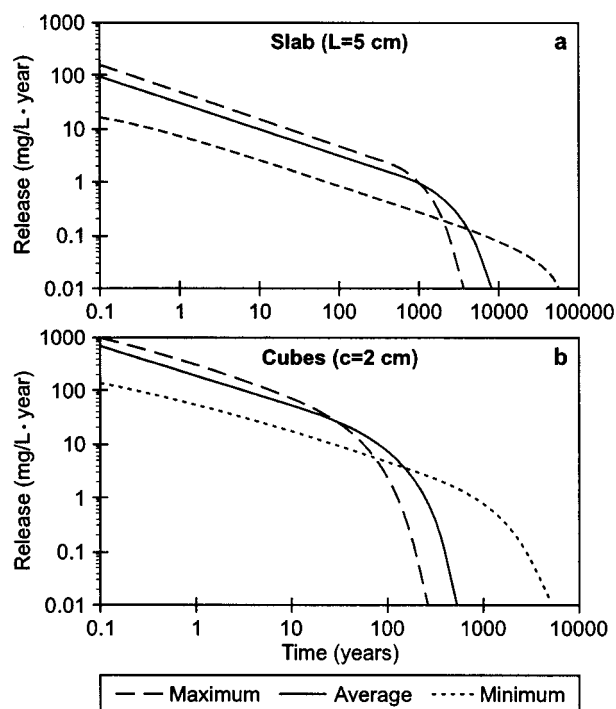 Slab (L=5 cm)
a
Release (mg/L· year)
1000
100
10
1
0.1
0.01
0.1 1 10 100 1000 10000 100000
Cubes (c=2 cm)
b
Release (mg/L· year)
1000
100
10
1
0.1
0.01
0.1 1 10 100 1000 10000
Time (years)
Maximum Average Minimum